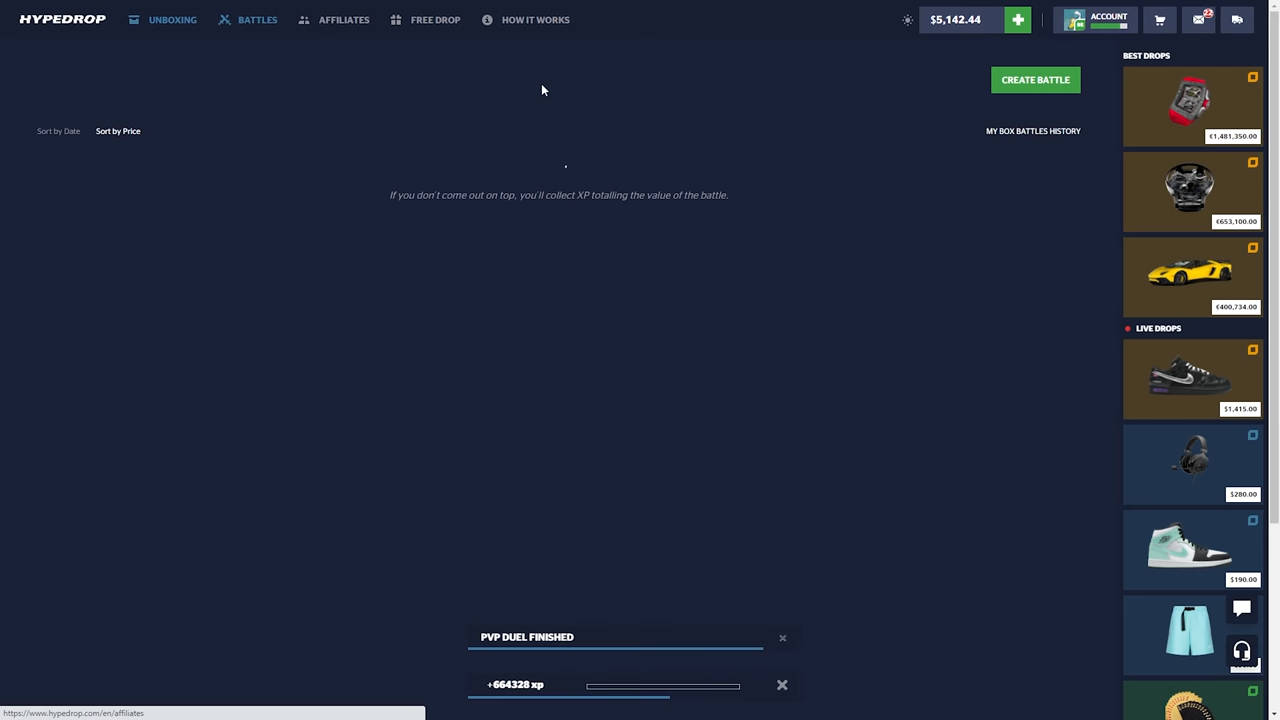 HYPEDROP
UNBOXING
BATTLES
AFFILIATES
FREE DROP
HOW IT WORKS
$5,142.44
ACCOUNT
22
CREATE BATTLE
Sort by Date
Sort by Price
MY BOX BATTLES HISTORY
If you don't come out on top, you'll collect XP totalling the value of the battle.
BEST DROPS
€1,481,350.00
€653,100.00
€400,734.00
LIVE DROPS
$1,415.00
$280.00
$190.00
PVP DUEL FINISHED
+664328 xp
https://www.hypedrop.com/en/affiliates